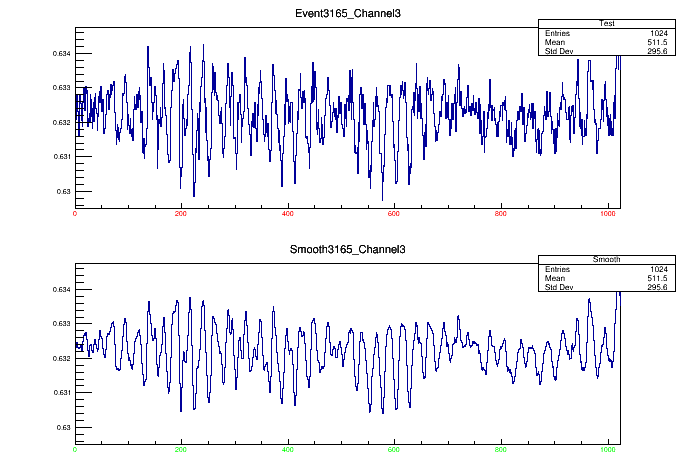 Event3165_Channel3
Test
Entries 1024
Mean 511.5
Std Dev 295.6
0.634
0.633
0.632
0.631
0.63
0 200 400 600 800 1000
Smooth3165_Channel3
Smooth
Entries 1024
Mean 511.5
Std Dev 295.6
0.634
0.633
0.632
0.631
0.63
0 200 400 600 800 1000